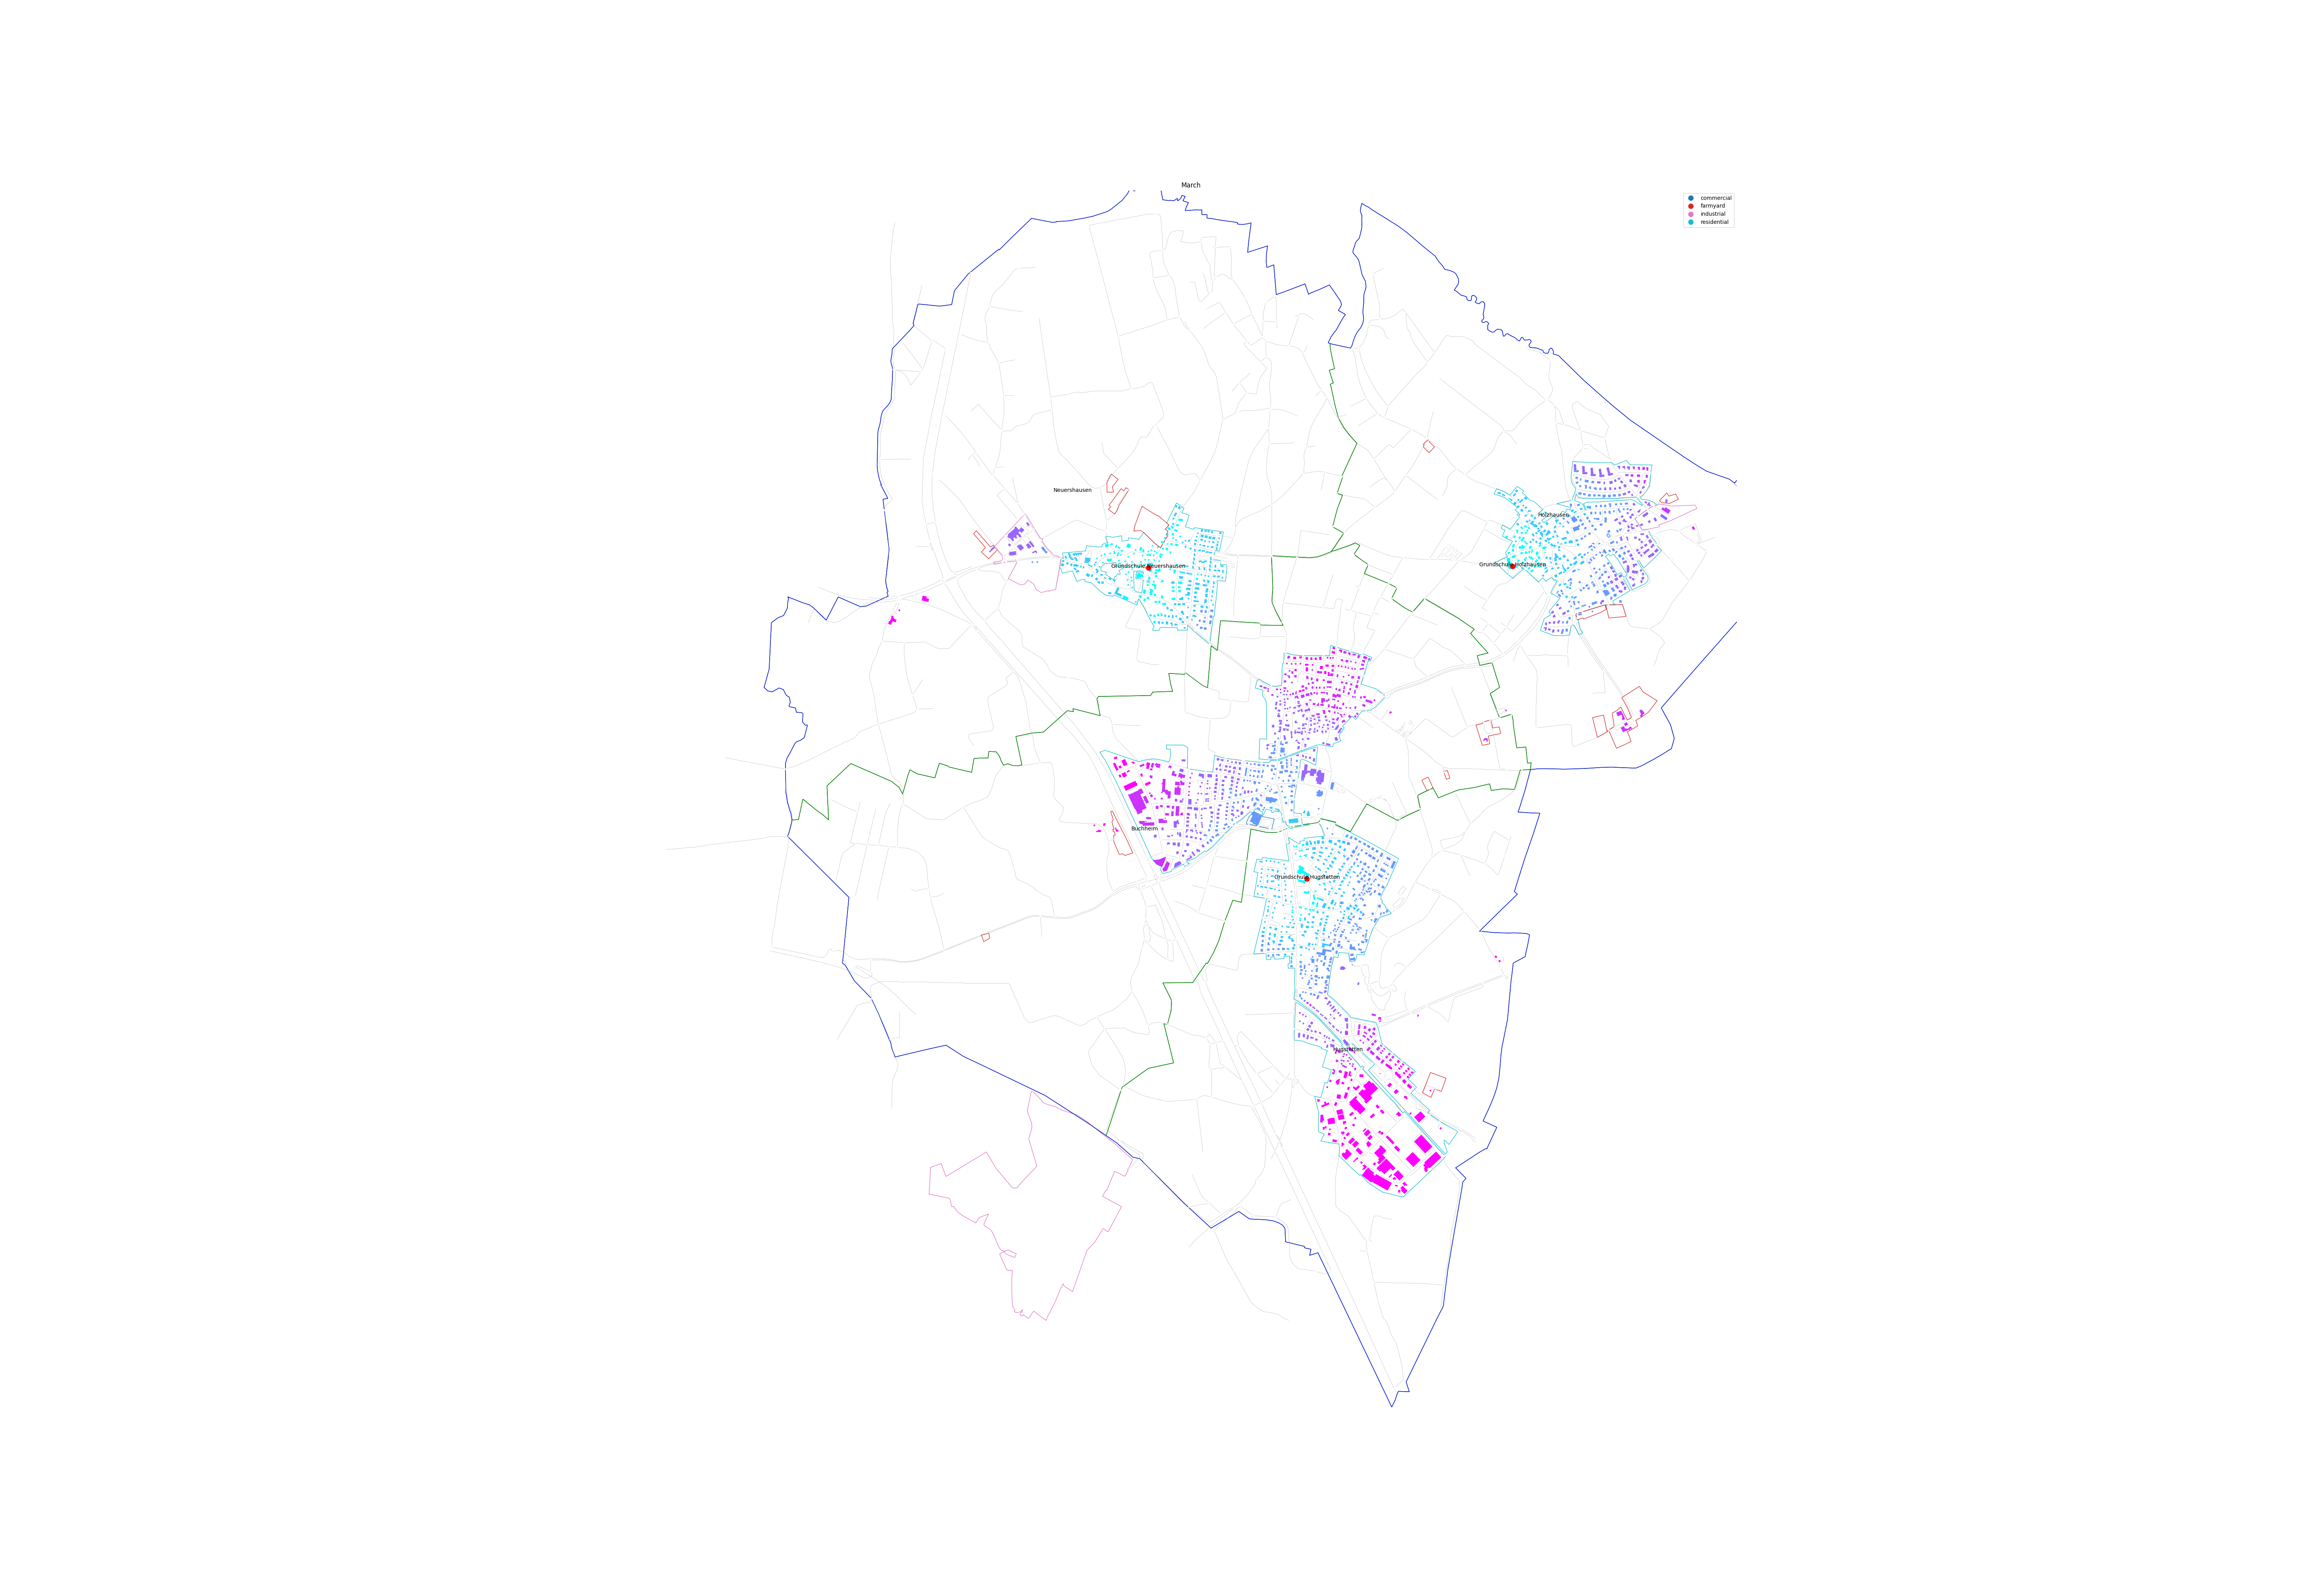 March
commercial
farmyard
industrial
residential
Neuershausen
Holzhausen
Grundschule Neuershausen
Grundschule Holzhausen
Buchheim
Grundschule Hugstetten
Hugstetten